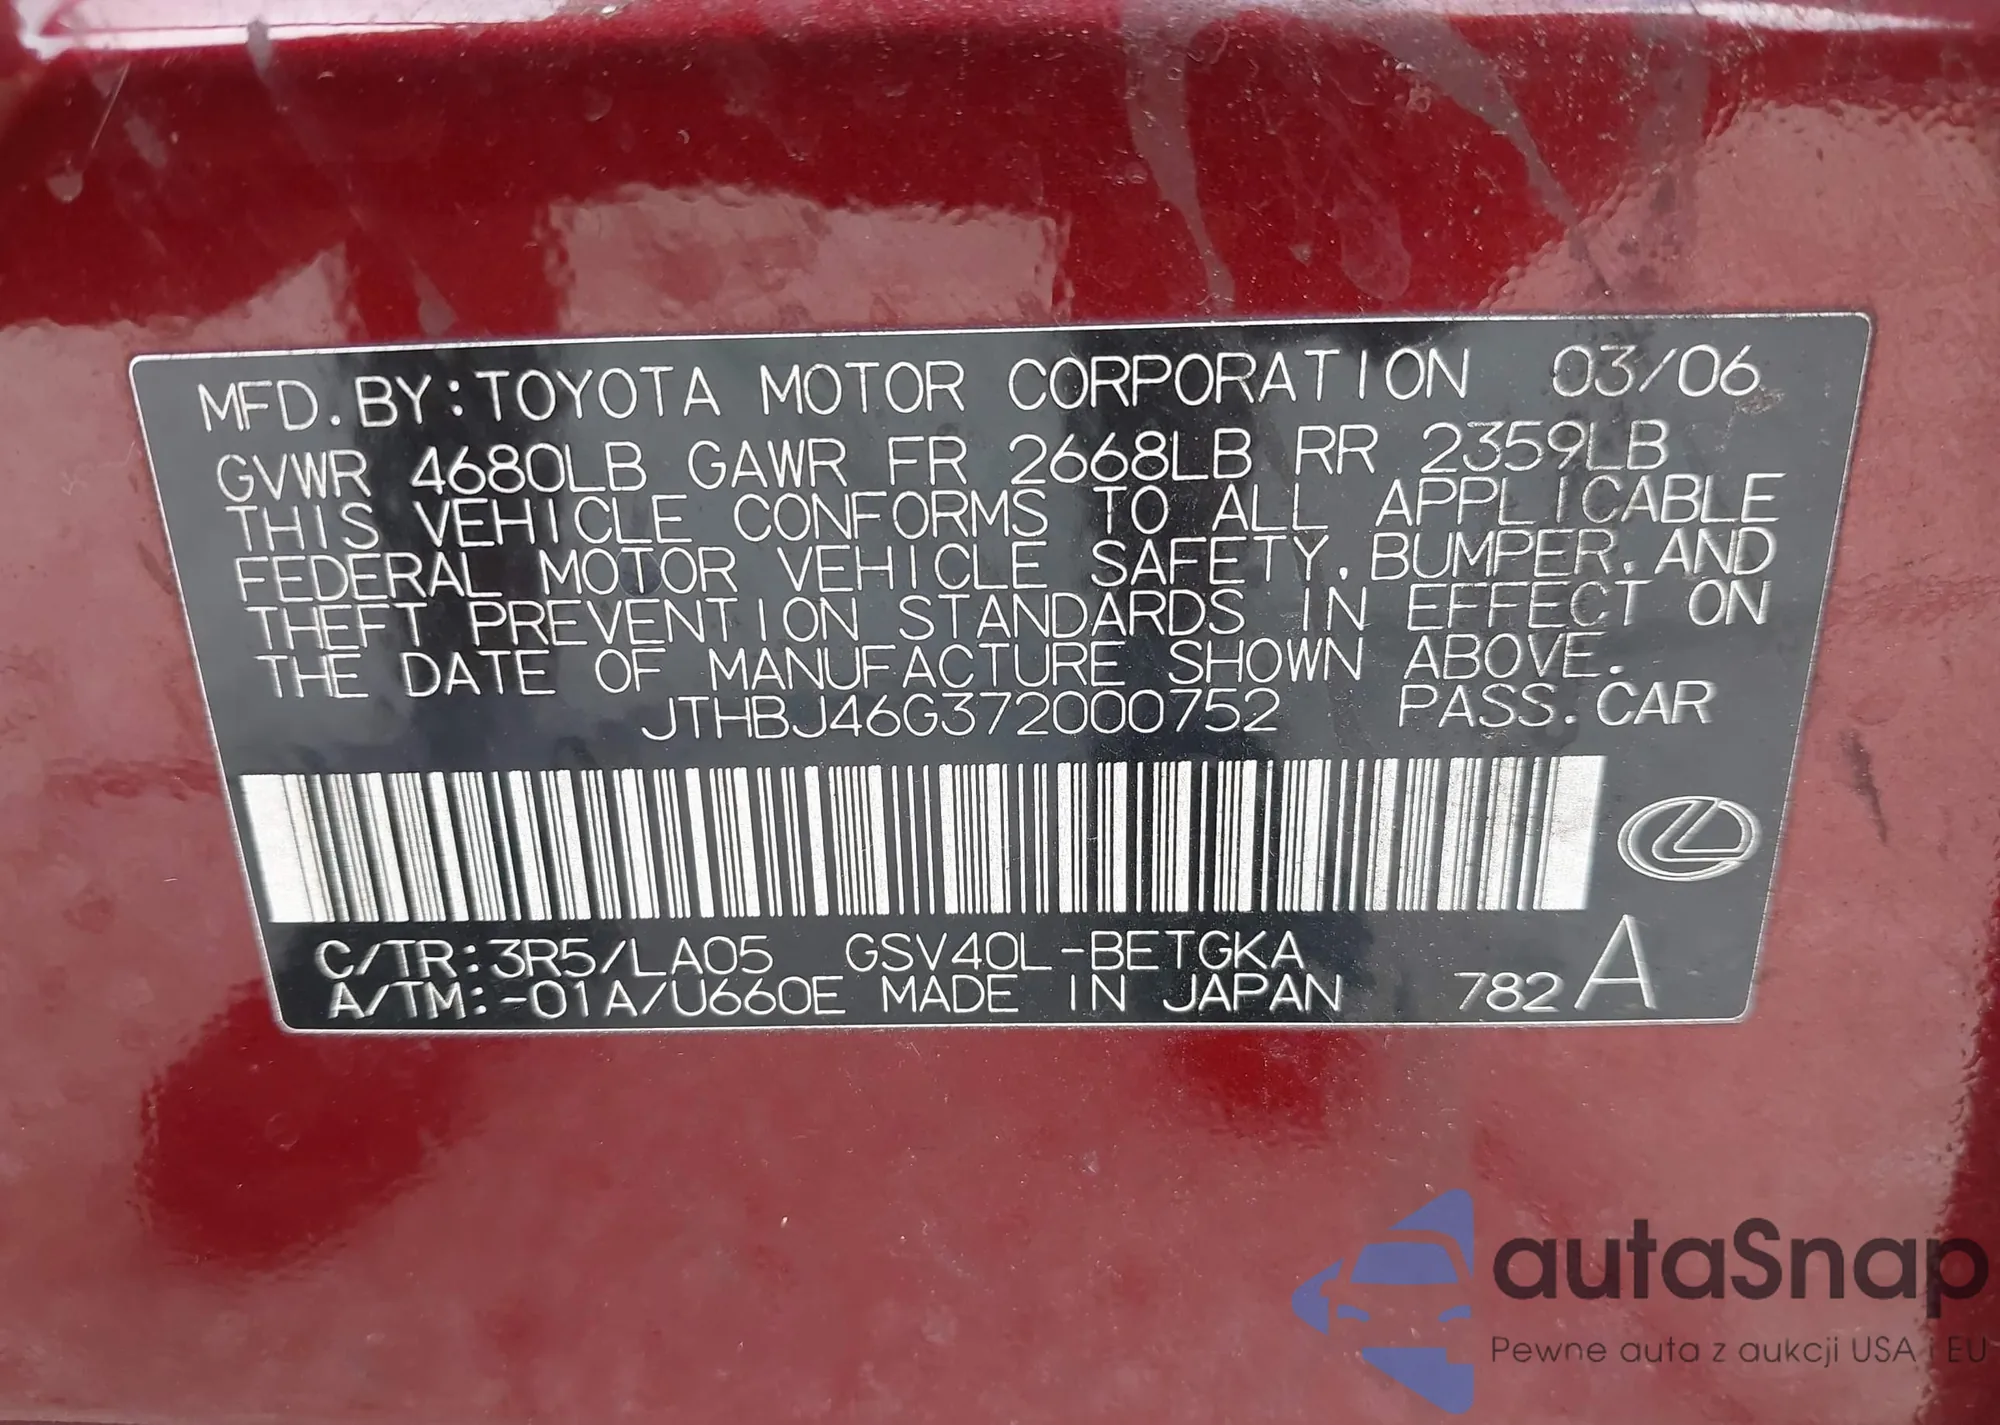 MFD. BY: TOYOTA MOTOR CORPORATION 03/06
GVWR 4680LB GAWR FR 2668LB RR 2359LB
THIS VEHICLE CONFORMS TO ALL APPLICABLE
FEDERAL MOTOR VEHICLE SAFETY, BUMPER, AND
THEFT PREVENTION STANDARDS IN EFFECT ON
THE DATE OF MANUFACTURE SHOWN ABOVE.
JTHBJ46G372000752 PASS. CAR
C/TR: 3R5/LA05 GSV40L-BETGKA
A/TM: -01A/U660E MADE IN JAPAN 782 A
autaSnap
Pewne auta z aukcji USA i EU